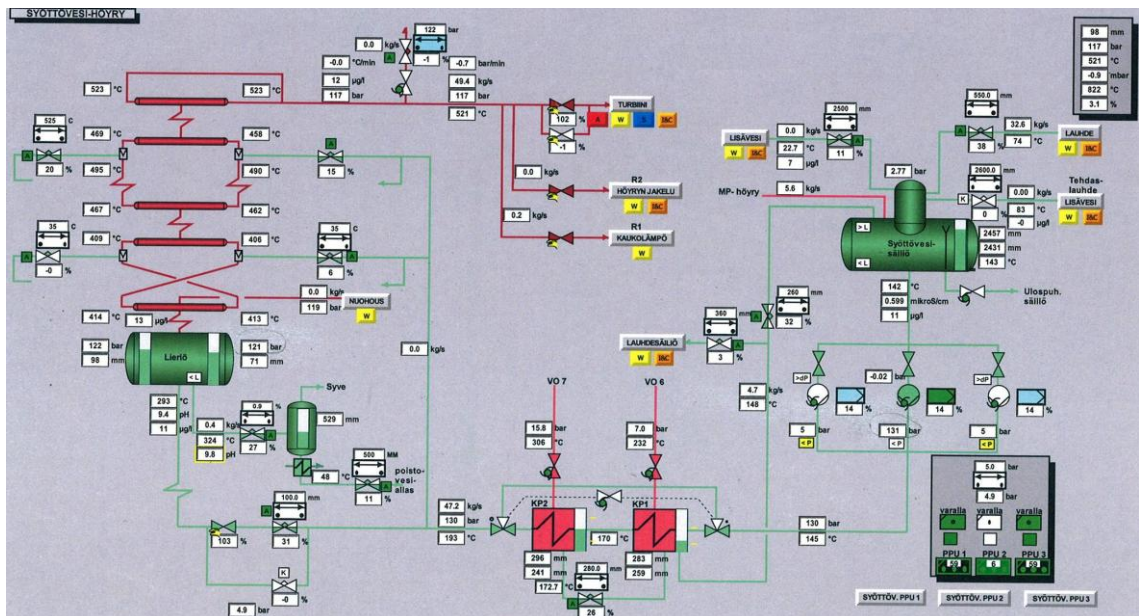 SYÖTTÖVESI-HÖYRY
0.0 kg/s
122 bar
-1 %
98 mm
117 bar
521 °C
-0.9 mbar
822 °C
3.1 %
-0.0 °C/min
12 µg/l
117 bar
-0.7 bar/min
49.4 kg/s
117 bar
521 °C
523 °C
523 °C
102 %
-1 %
TURBIINI
A W S I&C
525 C
A 20 %
469 °C
458 °C
495 °C
490 °C
A 15 %
0.0 kg/s
R2
HÖYRYN JAKELU
W I&C
0.2 kg/s
R1
KAUKOLÄMPÖ
W
467 °C
462 °C
35 C
A -0 %
409 °C
406 °C
35 C
A 6 %
0.0 kg/s
119 bar
NUOHOUS
W
414 °C
13 µg/l
413 °C
122 bar
98 mm
Lieriö
< L
121 bar
71 mm
0.0 kg/s
293 °C
9.4 pH
11 µg/l
0.4 kg/s
324 °C
9.8 pH
0.9 %
A 27 %
Syve
529 mm
48 °C
500 MM
A 11 %
poisto-
vesi-
allas
100.0 mm
A 31 %
103 %
K
-0 %
4.9 bar
47.2 kg/s
130 bar
193 °C
VO 7
15.8 bar
306 °C
KP2
296 mm
241 mm
172.7 °C
170 °C
280.0 mm
26 %
VO 6
7.0 bar
232 °C
KP1
283 mm
259 mm
130 bar
145 °C
4.7 kg/s
148 °C
LAUHDESÄILIÖ
W I&C
360 mm
A 3 %
260 mm
A 32 %
LISÄVESI
W I&C
0.0 kg/s
22.7 °C
7 µg/l
2500 mm
A 11 %
550.0 mm
A 38 %
32.6 kg/s
74 °C
LAUHDE
W I&C
MP- höyry
5.6 kg/s
2.77 bar
2600.0 mm
K 0 %
Tehdas-
lauhde
0.00 kg/s
83 °C
-0 µg/l
LISÄVESI
W I&C
> L
< L
Syöttövesi-
säiliö
2457 mm
2431 mm
143 °C
Ulospuh.
säiliö
142 °C
0.599 mikroS/cm
11 µg/l
>dP
-0.02 bar
>dP
14 %
14 %
14 %
5 bar
131 bar
5 bar
< P
< P
< P
5.0 bar
4.9 bar
varalla
varalla
varalla
PPU 1
PPU 2
PPU 3
59
6
59
SYÖTTÖV. PPU 1
SYÖTTÖV. PPU 2
SYÖTTÖV. PPU 3